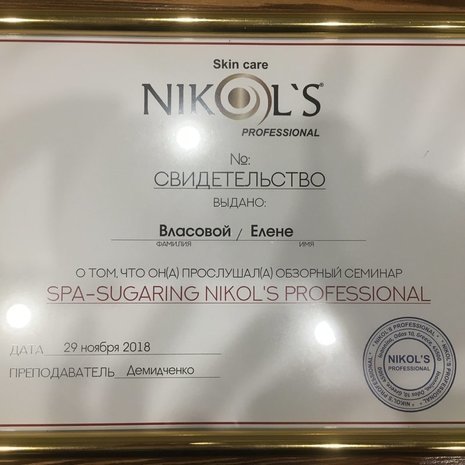 Skin care
NIKOL`S®
PROFESSIONAL
№:
СВИДЕТЕЛЬСТВО
ВЫДАНО:
Власовой / Елене
ФАМИЛИЯ ИМЯ
О ТОМ, ЧТО ОН(А) ПРОСЛУШАЛ(А) ОБЗОРНЫЙ СЕМИНАР
SPA-SUGARING NIKOL'S PROFESSIONAL
ДАТА 29 ноября 2018
ПРЕПОДАВАТЕЛЬ Демидченко
* NIKOL'S PROFESSIONAL *
NIKOL'S
PROFESSIONAL